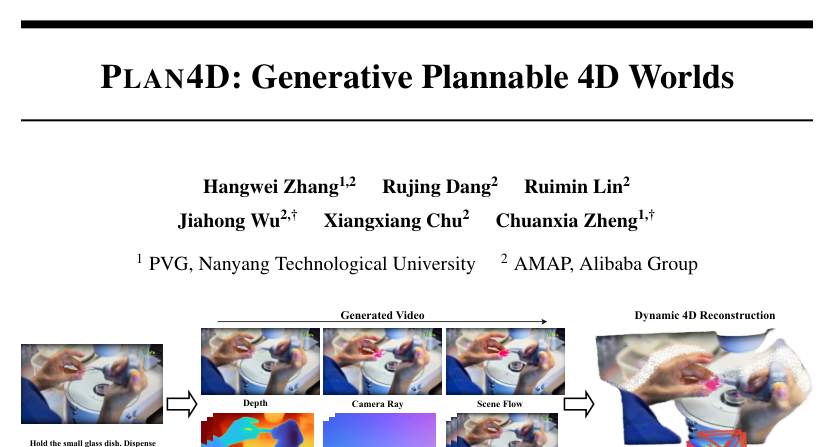 PLAN4D: Generative Plannable 4D Worlds
Hangwei Zhang1,2 Rujing Dang2 Ruimin Lin2
Jiahong Wu2,† Xiangxiang Chu2 Chuanxia Zheng1,†
1 PVG, Nanyang Technological University 2 AMAP, Alibaba Group
Generated Video
Dynamic 4D Reconstruction
Depth
Camera Ray
Scene Flow
Hold the small glass dish. Dispense